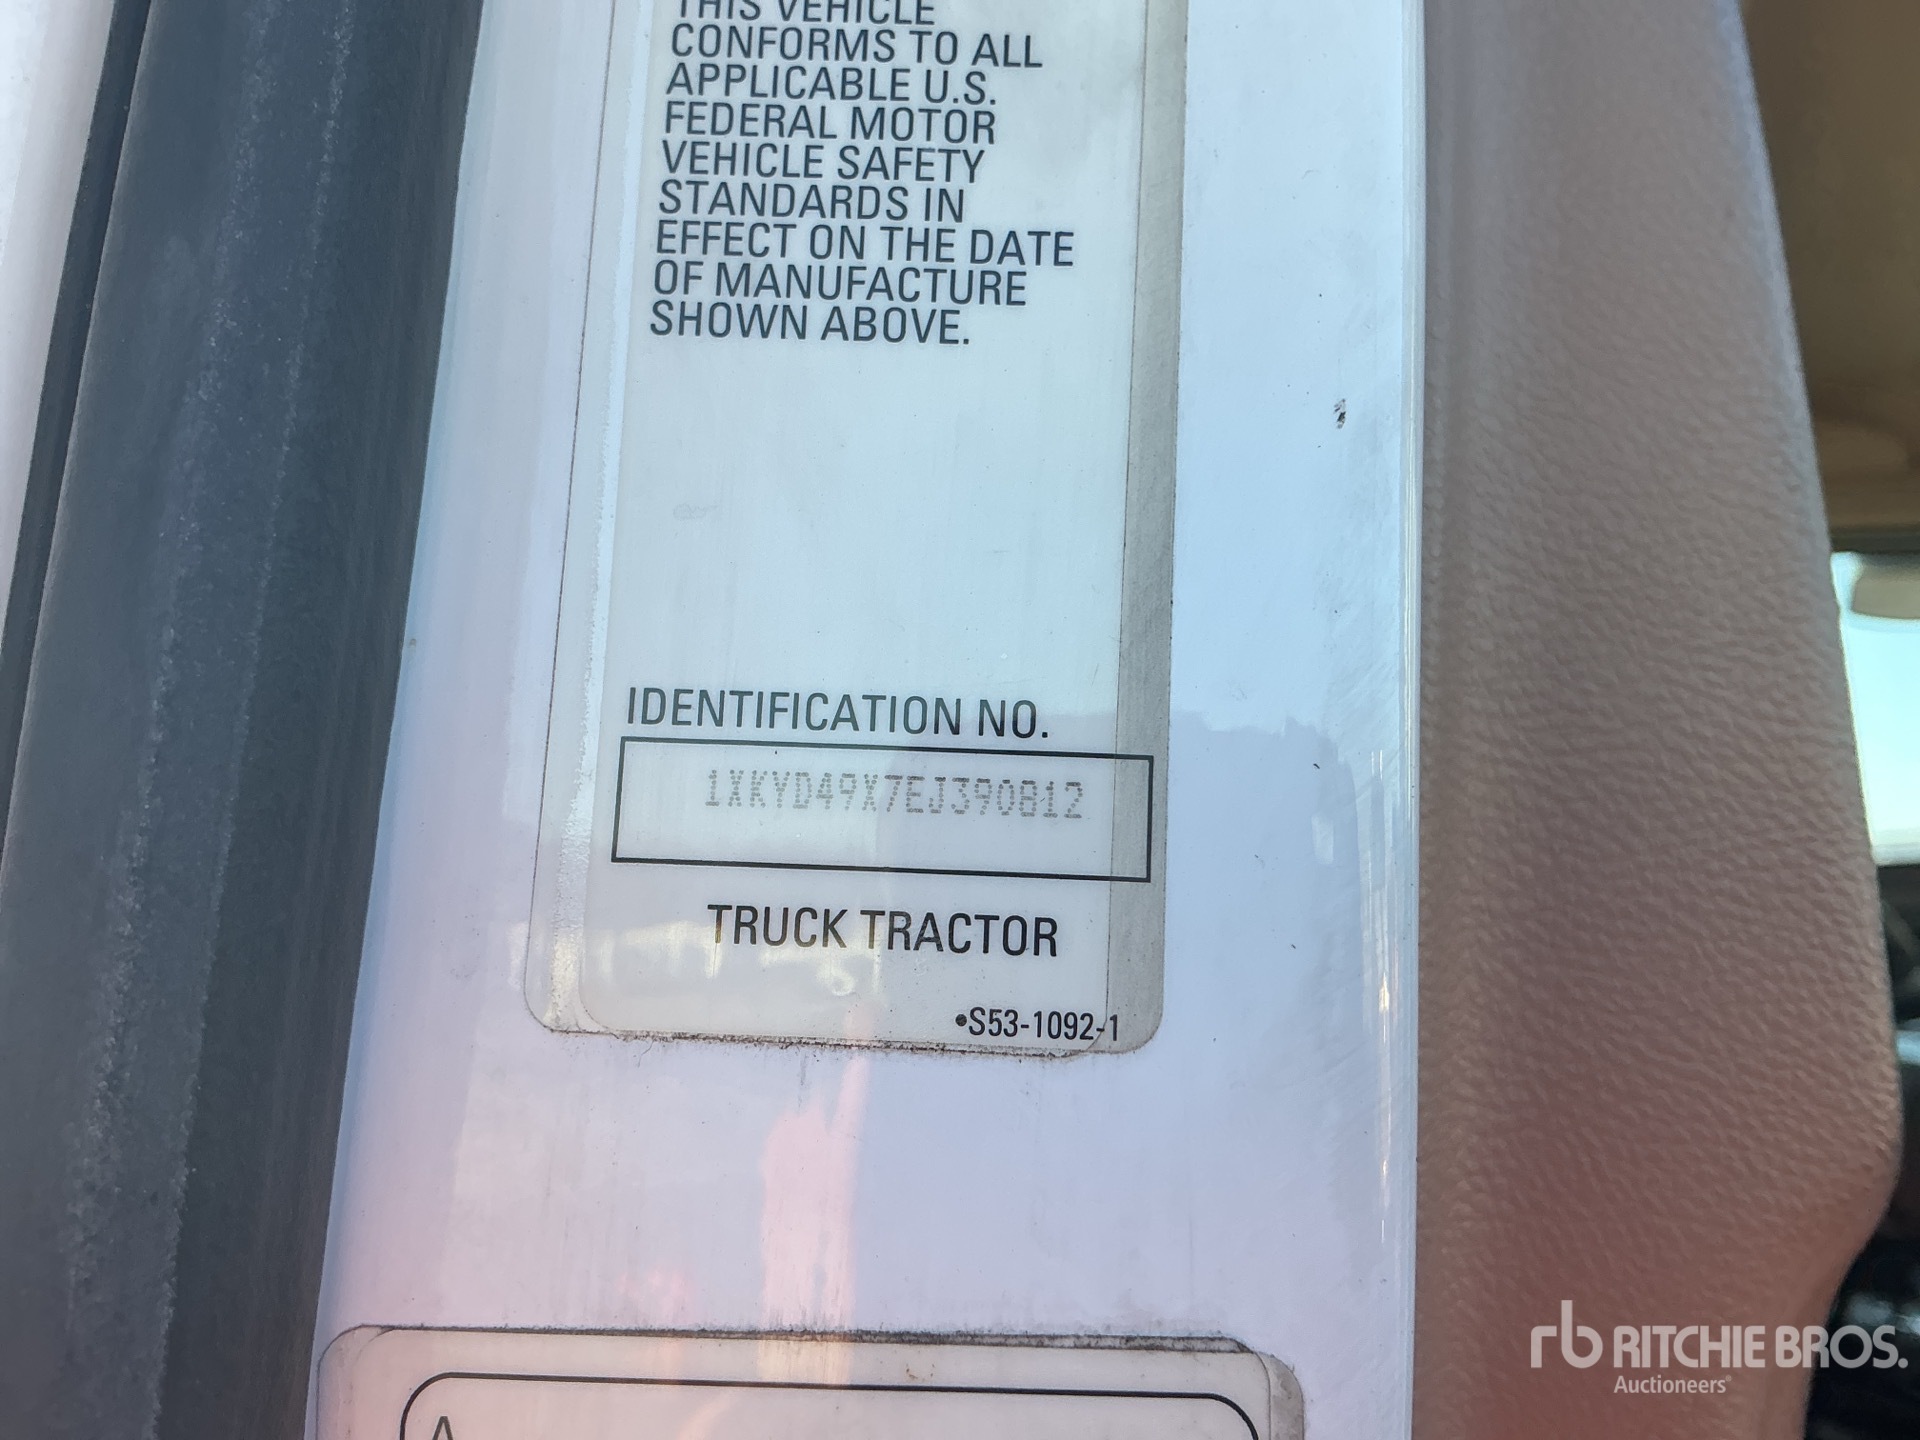 THIS VEHICLE
CONFORMS TO ALL
APPLICABLE U.S.
FEDERAL MOTOR
VEHICLE SAFETY
STANDARDS IN
EFFECT ON THE DATE
OF MANUFACTURE
SHOWN ABOVE.
IDENTIFICATION NO.
1XKYD49X7EJ390812
TRUCK TRACTOR
•S53-1092-1
A
rb RITCHIE BROS.
Auctioneers